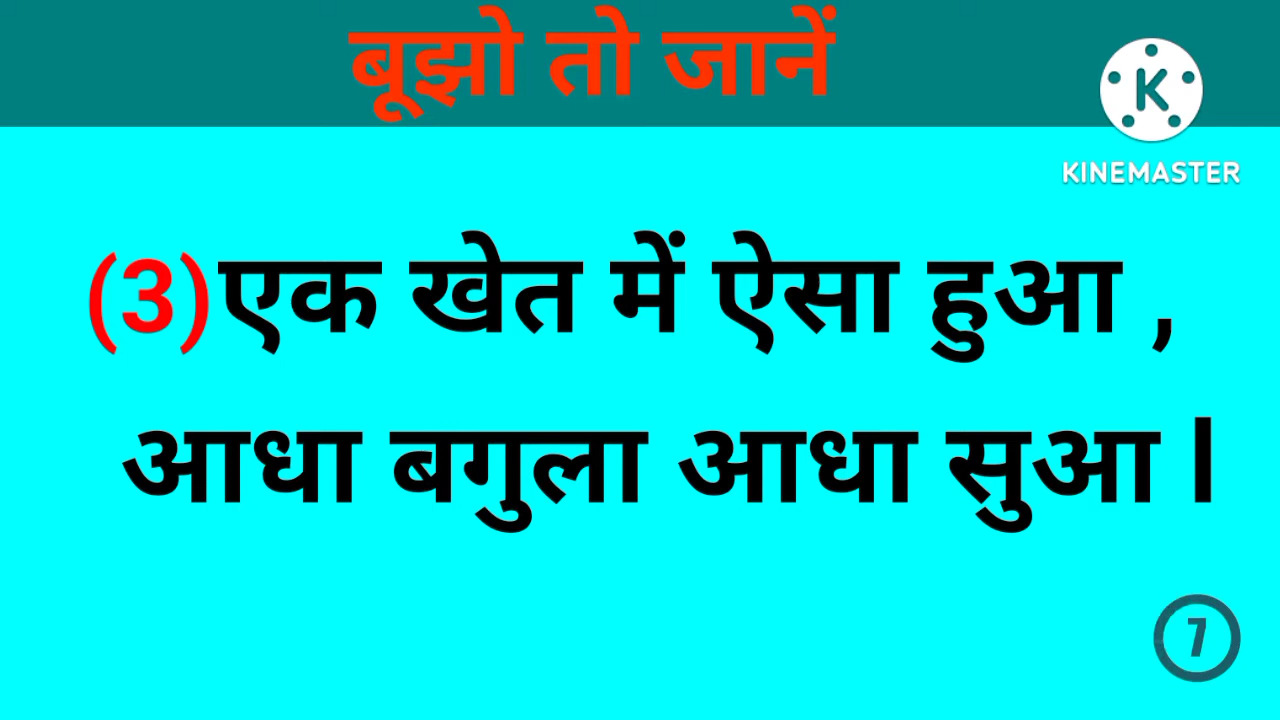 बूझो तो जानें
K
KINEMASTER
(3)एक खेत में ऐसा हुआ ,
आधा बगुला आधा सुआ l
7